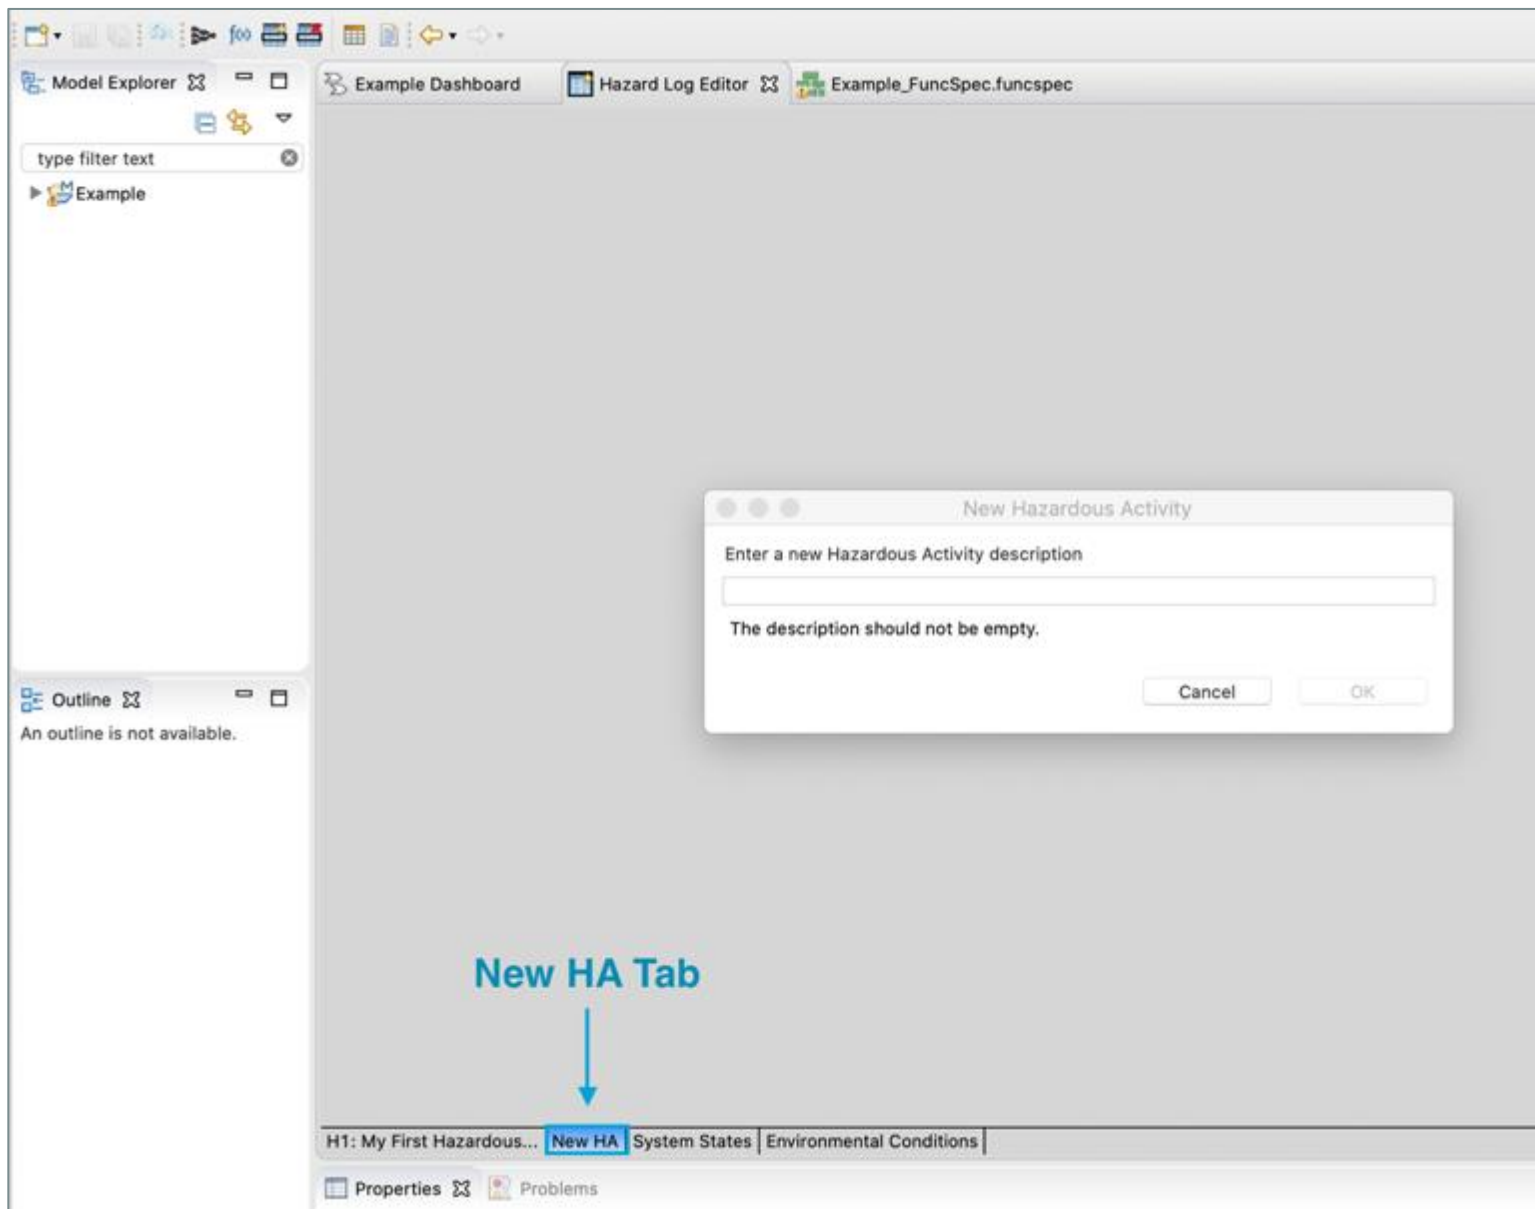 f(x)
Model Explorer
Example Dashboard
Hazard Log Editor
Example_FuncSpec.funcspec
type filter text
Example
New Hazardous Activity
Enter a new Hazardous Activity description
The description should not be empty.
Cancel
OK
Outline
An outline is not available.
New HA Tab
H1: My First Hazardous...
New HA
System States
Environmental Conditions
Properties
Problems